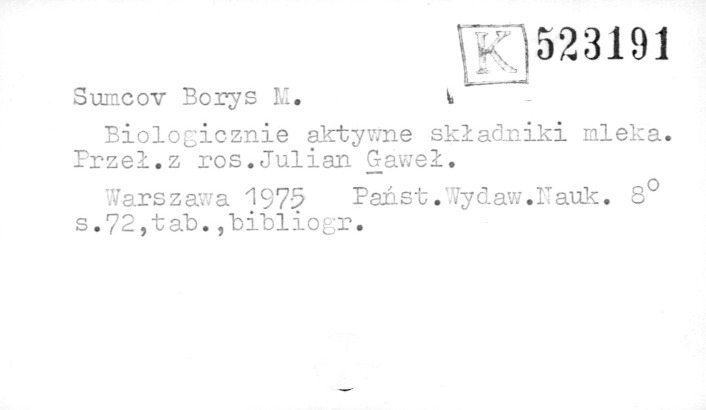 K 523191
Sumcov Borys M.
Biologicznie aktywne składniki mleka.
Przeł.z ros.Julian Gaweł.
Warszawa 1975 Państ.Wydaw.Nauk. 8°
s.72,tab.,bibliogr.